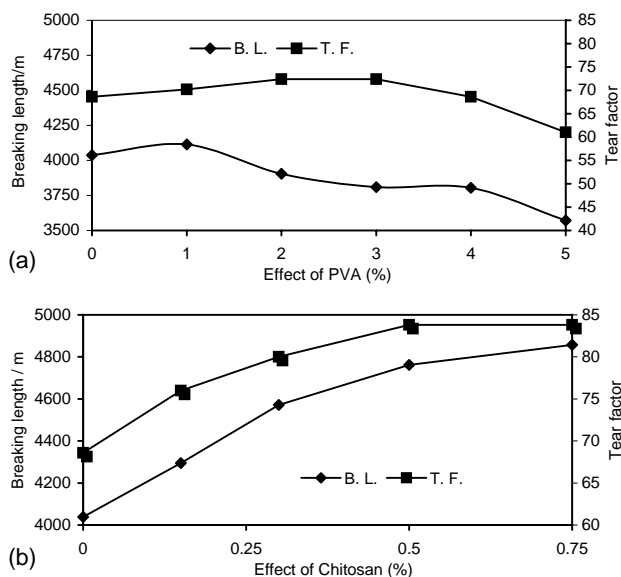 5000
4750
4500
4250
4000
3750
3500
Breaking length/m
B. L.
T. F.
85
80
75
70
65
60
55
50
45
40
Tear factor
0 1 2 3 4 5
Effect of PVA (%)
(a)
5000
4800
4600
4400
4200
4000
Breaking length / m
B. L.
T. F.
85
80
75
70
65
60
Tear factor
0 0.25 0.5 0.75
Effect of Chitosan (%)
(b)